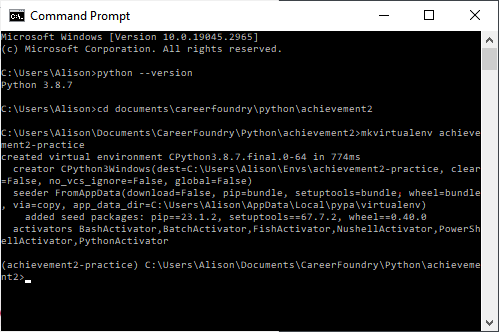 Command Prompt
Microsoft Windows [Version 10.0.19045.2965]
(c) Microsoft Corporation. All rights reserved.
C:\Users\Alison>python --version
Python 3.8.7
C:\Users\Alison>cd documents\careerfoundry\python\achievement2
C:\Users\Alison\Documents\CareerFoundry\Python\achievement2>mkvirtualenv achieve
ment2-practice
created virtual environment CPython3.8.7.final.0-64 in 774ms
  creator CPython3Windows(dest=C:\Users\Alison\Envs\achievement2-practice, clear
=False, no_vcs_ignore=False, global=False)
  seeder FromAppData(download=False, pip=bundle, setuptools=bundle, wheel=bundle
, via=copy, app_data_dir=C:\Users\Alison\AppData\Local\pypa\virtualenv)
    added seed packages: pip==23.1.2, setuptools==67.7.2, wheel==0.40.0
  activators BashActivator,BatchActivator,FishActivator,NushellActivator,PowerSh
ellActivator,PythonActivator
(achievement2-practice) C:\Users\Alison\Documents\CareerFoundry\Python\achieveme
nt2>